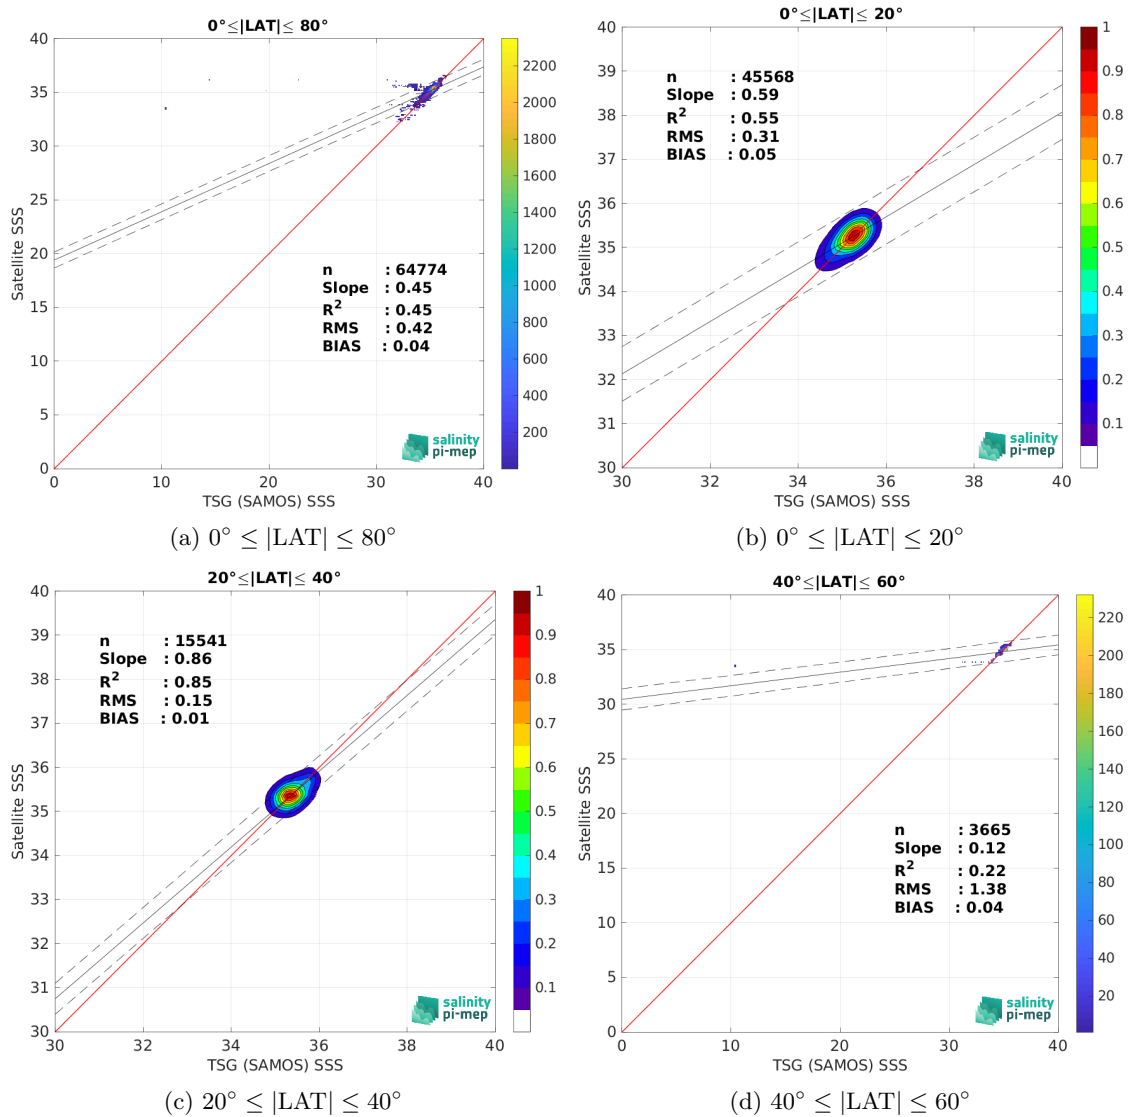 0°≤|LAT|≤ 80°
40
35
30
25
20
15
10
5
0
Satellite SSS
n : 64774
Slope : 0.45
R² : 0.45
RMS : 0.42
BIAS : 0.04
salinity
pi-mep
0 10 20 30 40
TSG (SAMOS) SSS
2200
2000
1800
1600
1400
1200
1000
800
600
400
200
(a) 0° ≤ |LAT| ≤ 80°
0°≤|LAT|≤ 20°
40
39
38
37
36
35
34
33
32
31
30
Satellite SSS
n : 45568
Slope : 0.59
R² : 0.55
RMS : 0.31
BIAS : 0.05
salinity
pi-mep
30 32 34 36 38 40
TSG (SAMOS) SSS
1
0.9
0.8
0.7
0.6
0.5
0.4
0.3
0.2
0.1
(b) 0° ≤ |LAT| ≤ 20°
20°≤|LAT|≤ 40°
40
39
38
37
36
35
34
33
32
31
30
Satellite SSS
n : 15541
Slope : 0.86
R² : 0.85
RMS : 0.15
BIAS : 0.01
salinity
pi-mep
30 32 34 36 38 40
TSG (SAMOS) SSS
1
0.9
0.8
0.7
0.6
0.5
0.4
0.3
0.2
0.1
(c) 20° ≤ |LAT| ≤ 40°
40°≤|LAT|≤ 60°
40
35
30
25
20
15
10
5
0
Satellite SSS
n : 3665
Slope : 0.12
R² : 0.22
RMS : 1.38
BIAS : 0.04
salinity
pi-mep
0 10 20 30 40
TSG (SAMOS) SSS
220
200
180
160
140
120
100
80
60
40
20
(d) 40° ≤ |LAT| ≤ 60°